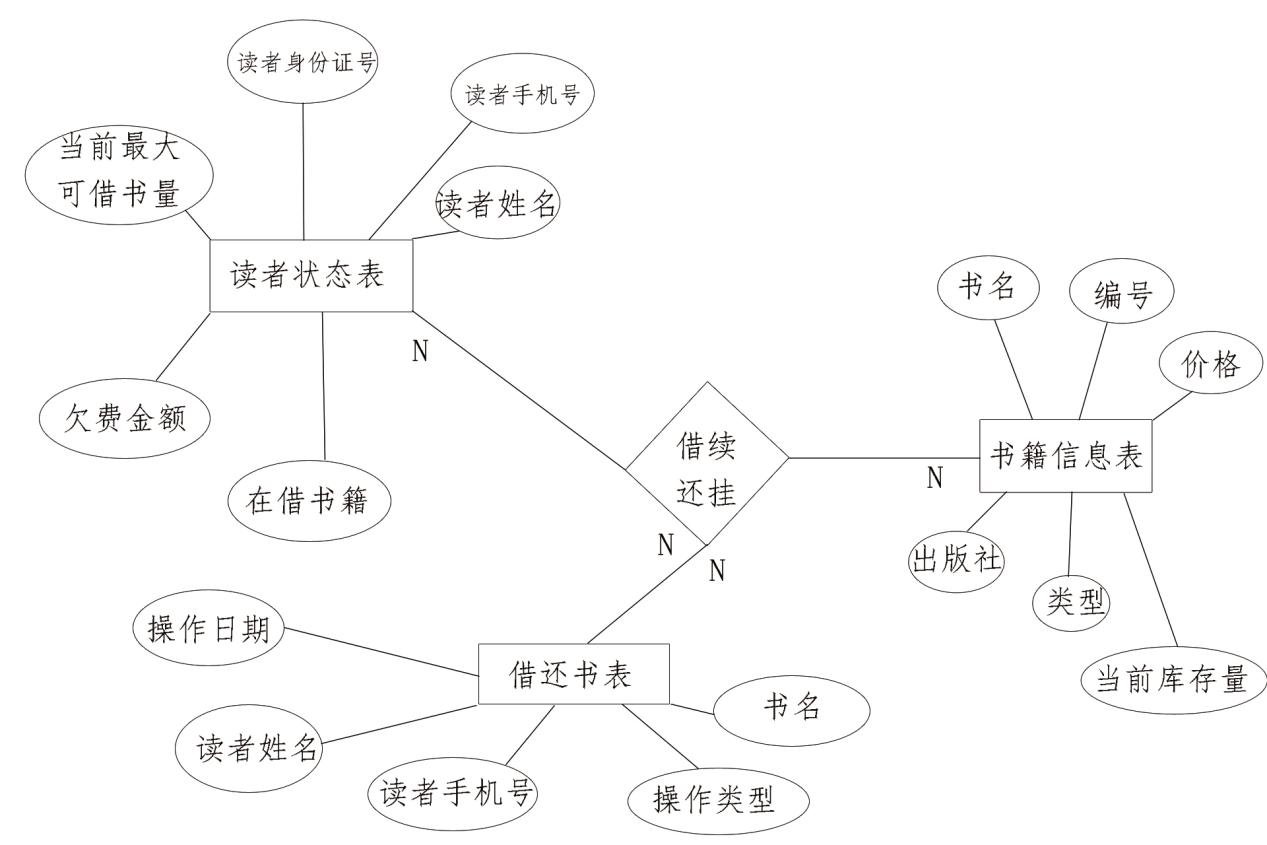 读者身份证号
读者手机号
当前最大
可借书量
读者姓名
读者状态表
书名
编号
N
价格
欠费金额
借续
还挂
书籍信息表
N
在借书籍
N
N
出版社
类型
操作日期
借还书表
当前库存量
书名
读者姓名
读者手机号
操作类型